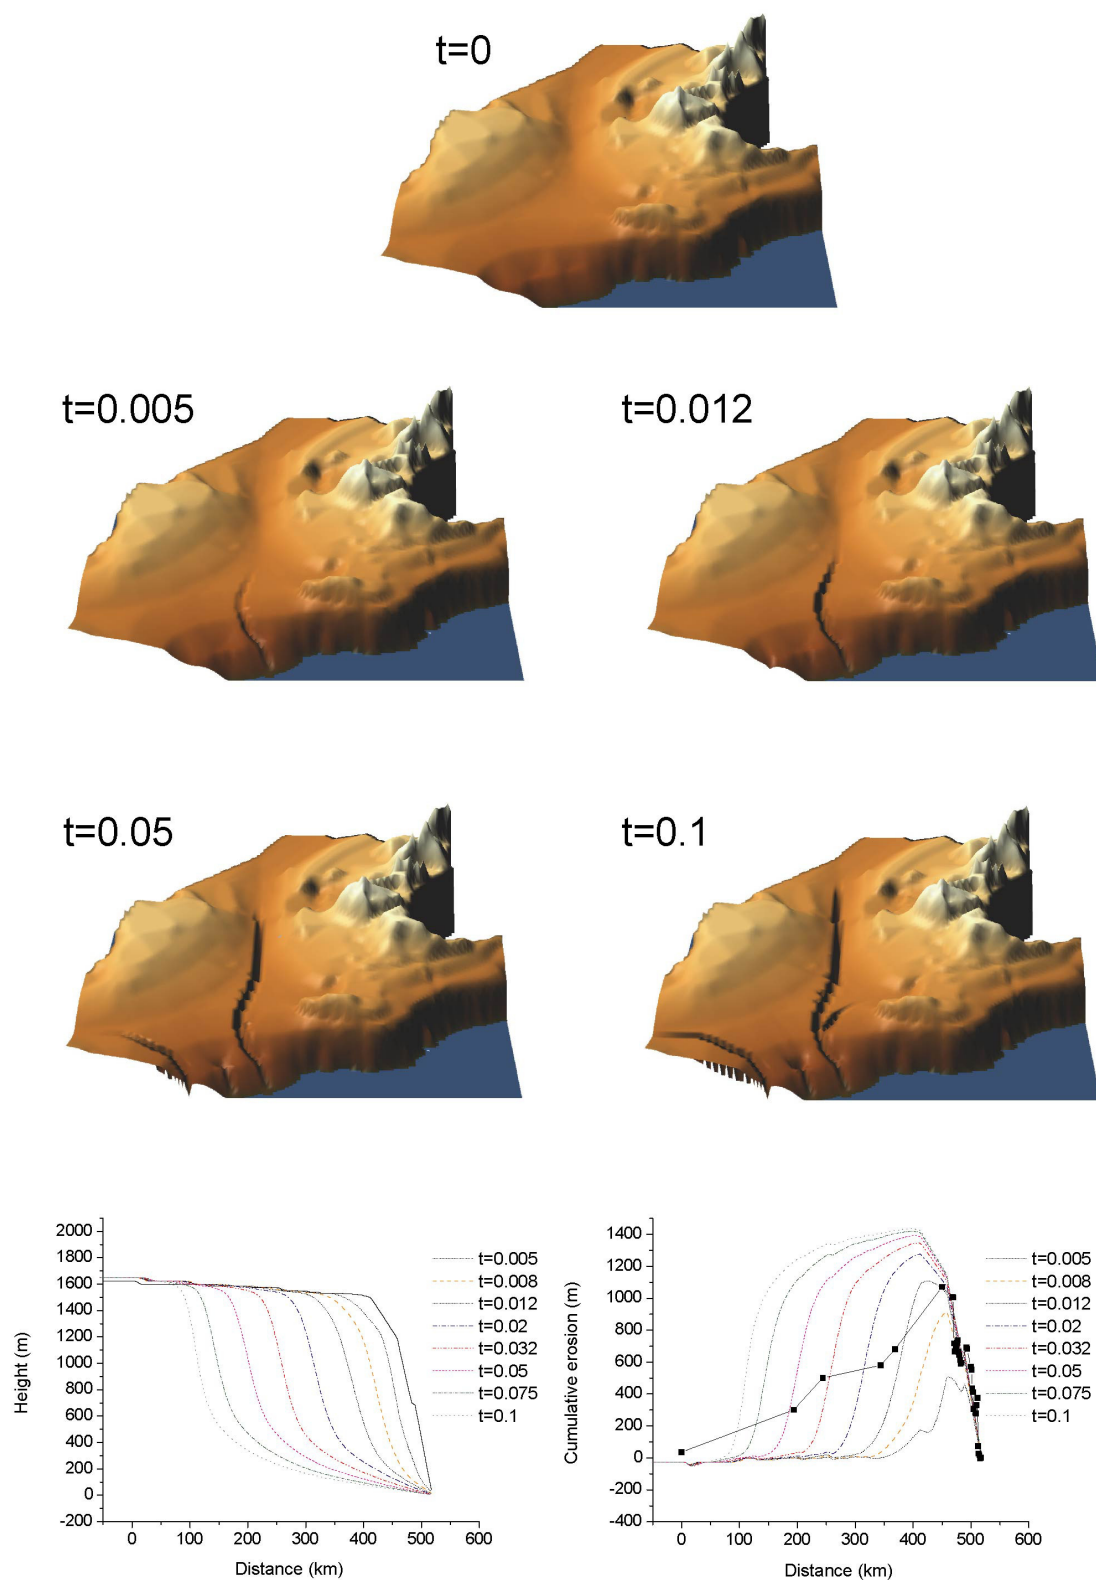 t=0
t=0.005
t=0.012
t=0.05
t=0.1
2000
1800
1600
1400
1200
1000
800
600
400
200
0
-200
Height (m)
0 100 200 300 400 500 600
Distance (km)
t=0.005
t=0.008
t=0.012
t=0.02
t=0.032
t=0.05
t=0.075
t=0.1
1400
1200
1000
800
600
400
200
0
-200
-400
Cumulative erosion (m)
0 100 200 300 400 500 600
Distance (km)
t=0.005
t=0.008
t=0.012
t=0.02
t=0.032
t=0.05
t=0.075
t=0.1